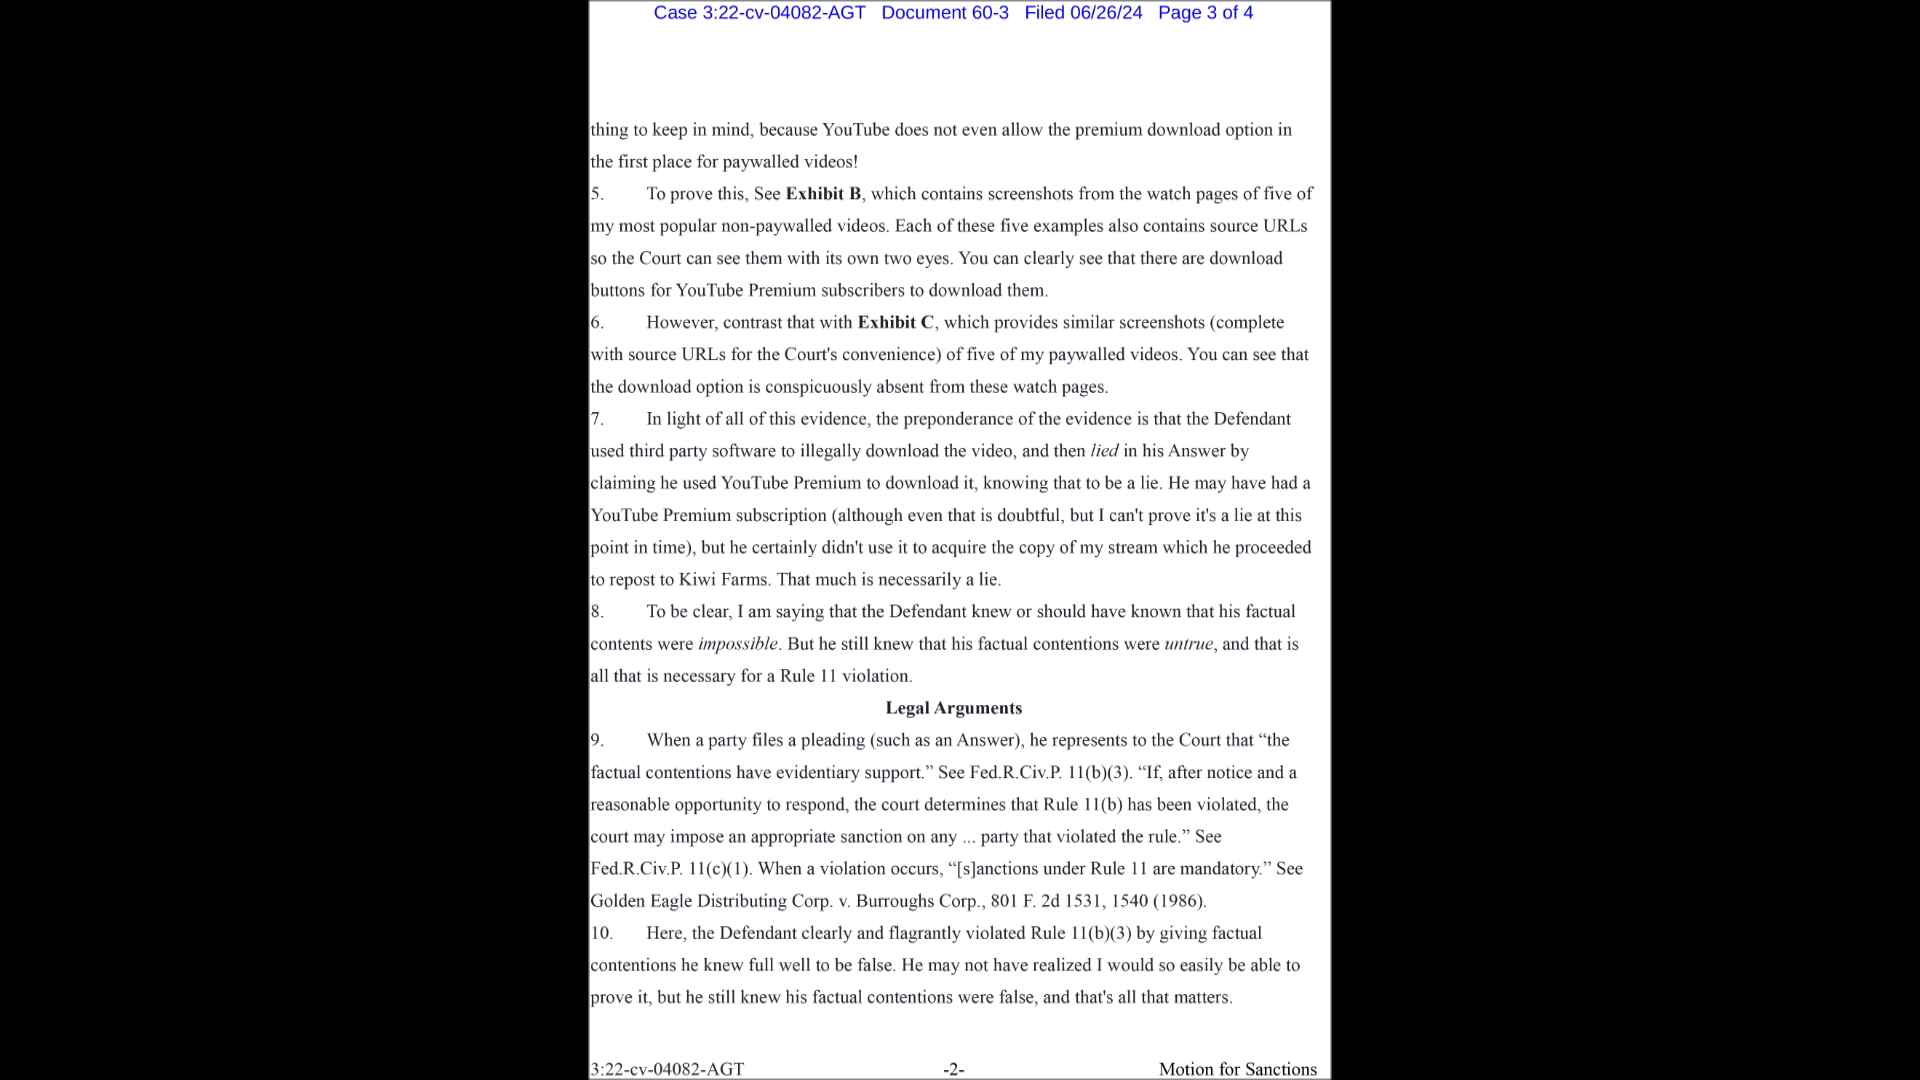 Case 3:22-cv-04082-AGT Document 60-3 Filed 06/26/24 Page 3 of 4
thing to keep in mind, because YouTube does not even allow the premium download option in
the first place for paywalled videos!
5. To prove this, See Exhibit B, which contains screenshots from the watch pages of five of
my most popular non-paywalled videos. Each of these five examples also contains source URLs
so the Court can see them with its own two eyes. You can clearly see that there are download
buttons for YouTube Premium subscribers to download them.
6. However, contrast that with Exhibit C, which provides similar screenshots (complete
with source URLs for the Court's convenience) of five of my paywalled videos. You can see that
the download option is conspicuously absent from these watch pages.
7. In light of all of this evidence, the preponderance of the evidence is that the Defendant
used third party software to illegally download the video, and then lied in his Answer by
claiming he used YouTube Premium to download it, knowing that to be a lie. He may have had a
YouTube Premium subscription (although even that is doubtful, but I can't prove it's a lie at this
point in time), but he certainly didn't use it to acquire the copy of my stream which he proceeded
to repost to Kiwi Farms. That much is necessarily a lie.
8. To be clear, I am saying that the Defendant knew or should have known that his factual
contents were impossible. But he still knew that his factual contentions were untrue, and that is
all that is necessary for a Rule 11 violation.
Legal Arguments
9. When a party files a pleading (such as an Answer), he represents to the Court that “the
factual contentions have evidentiary support.” See Fed.R.Civ.P. 11(b)(3). “If, after notice and a
reasonable opportunity to respond, the court determines that Rule 11(b) has been violated, the
court may impose an appropriate sanction on any ... party that violated the rule.” See
Fed.R.Civ.P. 11(c)(1). When a violation occurs, “[s]anctions under Rule 11 are mandatory.” See
Golden Eagle Distributing Corp. v. Burroughs Corp., 801 F. 2d 1531, 1540 (1986).
10. Here, the Defendant clearly and flagrantly violated Rule 11(b)(3) by giving factual
contentions he knew full well to be false. He may not have realized I would so easily be able to
prove it, but he still knew his factual contentions were false, and that's all that matters.
3:22-cv-04082-AGT -2- Motion for Sanctions